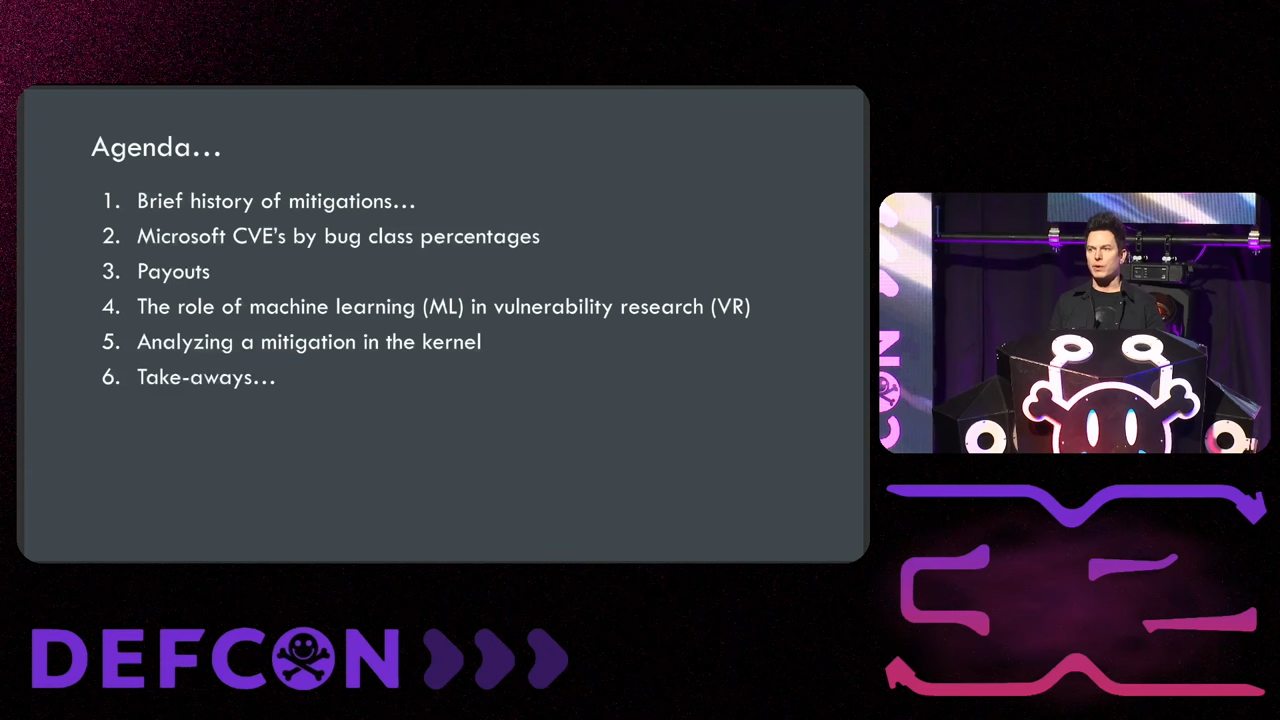 Agenda...
1. Brief history of mitigations...
2. Microsoft CVE's by bug class percentages
3. Payouts
4. The role of machine learning (ML) in vulnerability research (VR)
5. Analyzing a mitigation in the kernel
6. Take-aways...
DEFCON